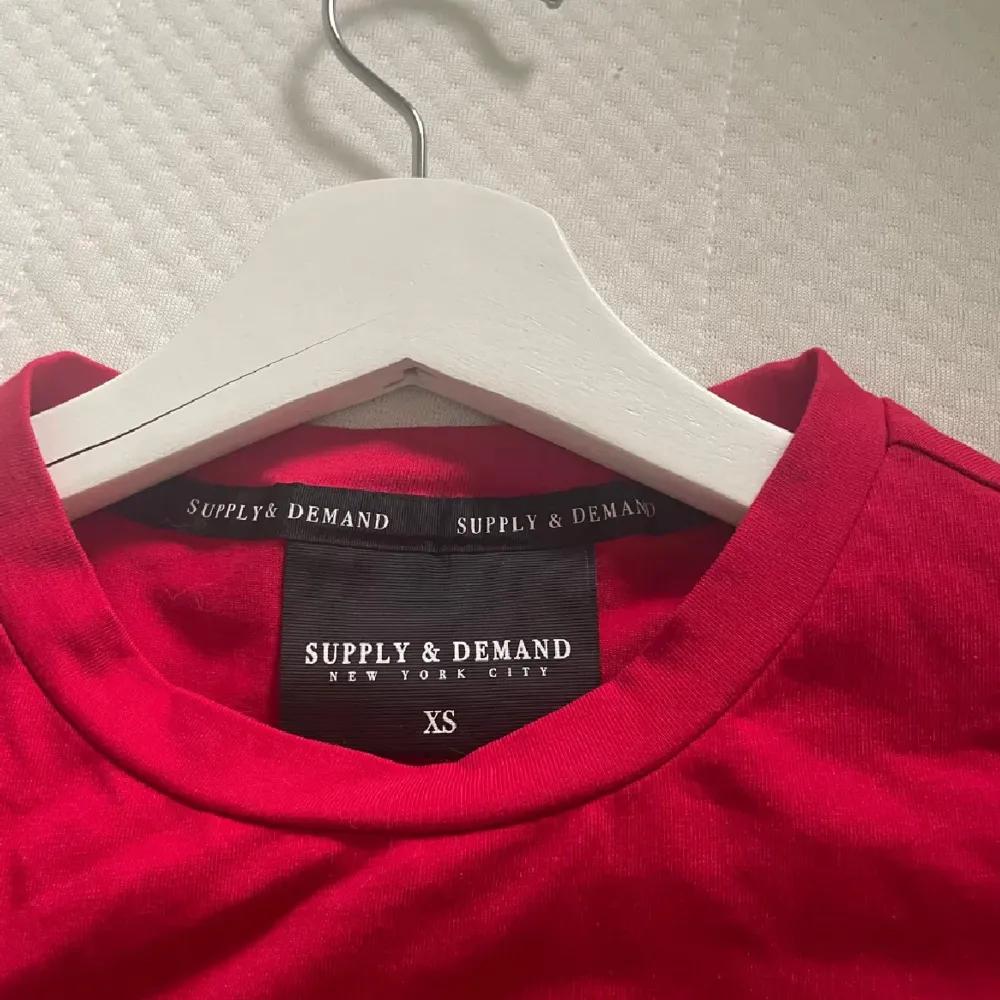 SUPPLY & DEMAND SUPPLY & DEMAND
SUPPLY & DEMAND
NEW YORK CITY
XS